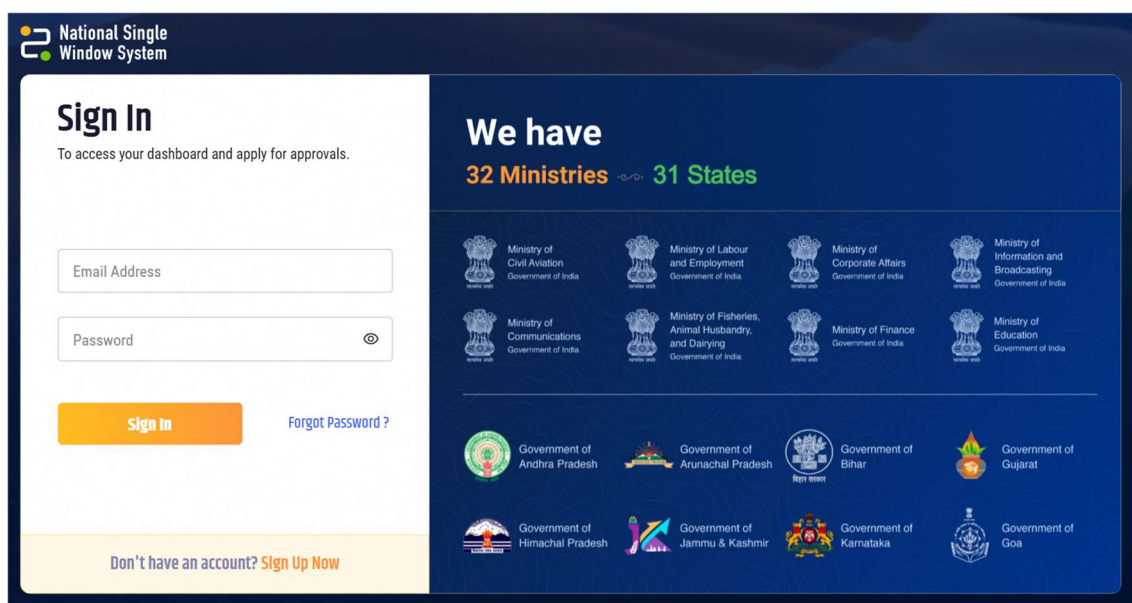 National Single
Window System
Sign In
To access your dashboard and apply for approvals.
Email Address
Password
Sign In
Forgot Password ?
Don't have an account? Sign Up Now
We have
32 Ministries 31 States
Ministry of
Civil Aviation
Government of India
Ministry of Labour
and Employment
Government of India
Ministry of
Corporate Affairs
Government of India
Ministry of
Information and
Broadcasting
Government of India
Ministry of
Communications
Government of India
Ministry of Fisheries,
Animal Husbandry,
and Dairying
Government of India
Ministry of Finance
Government of India
Ministry of
Education
Government of India
Government of
Andhra Pradesh
Government of
Arunachal Pradesh
बिहार सरकार
Government of
Bihar
Government of
Gujarat
Government of
Himachal Pradesh
Government of
Jammu & Kashmir
Government of
Karnataka
Government of
Goa